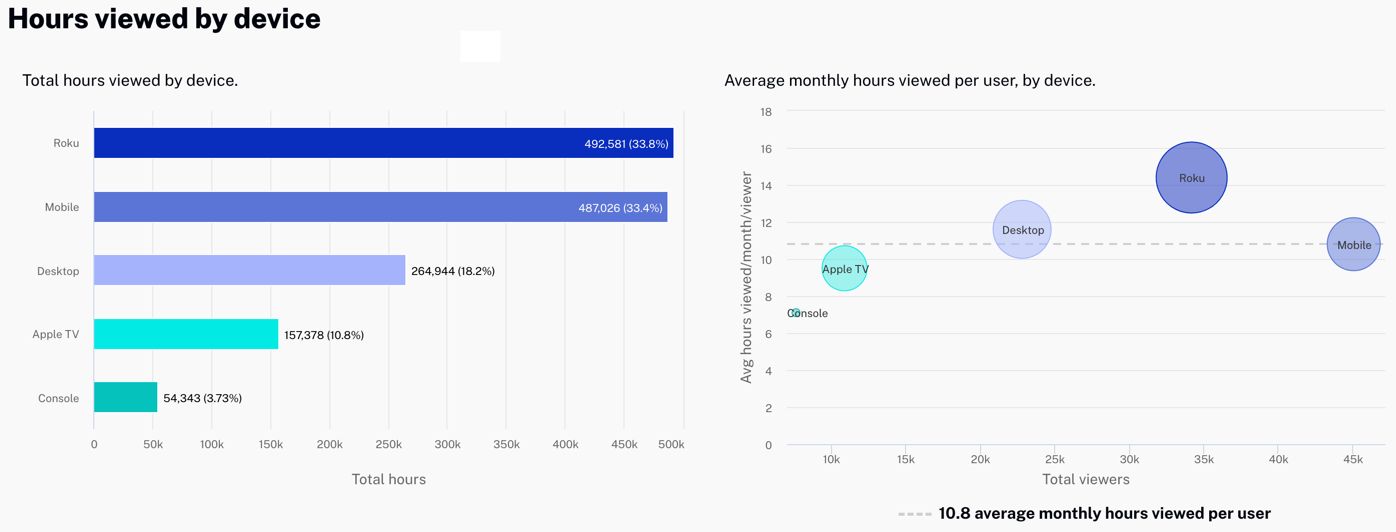 Hours viewed by device
Total hours viewed by device.
Roku
492,581 (33.8%)
Mobile
487,026 (33.4%)
Desktop
264,944 (18.2%)
Apple TV
157,378 (10.8%)
Console
54,343 (3.73%)
0 50k 100k 150k 200k 250k 300k 350k 400k 450k 500k
Total hours
Average monthly hours viewed per user, by device.
Avg hours viewed/month/viewer
18
16
14
12
10
8
6
4
2
0
Roku
Desktop
Mobile
Apple TV
Console
10k 15k 20k 25k 30k 35k 40k 45k
Total viewers
10.8 average monthly hours viewed per user